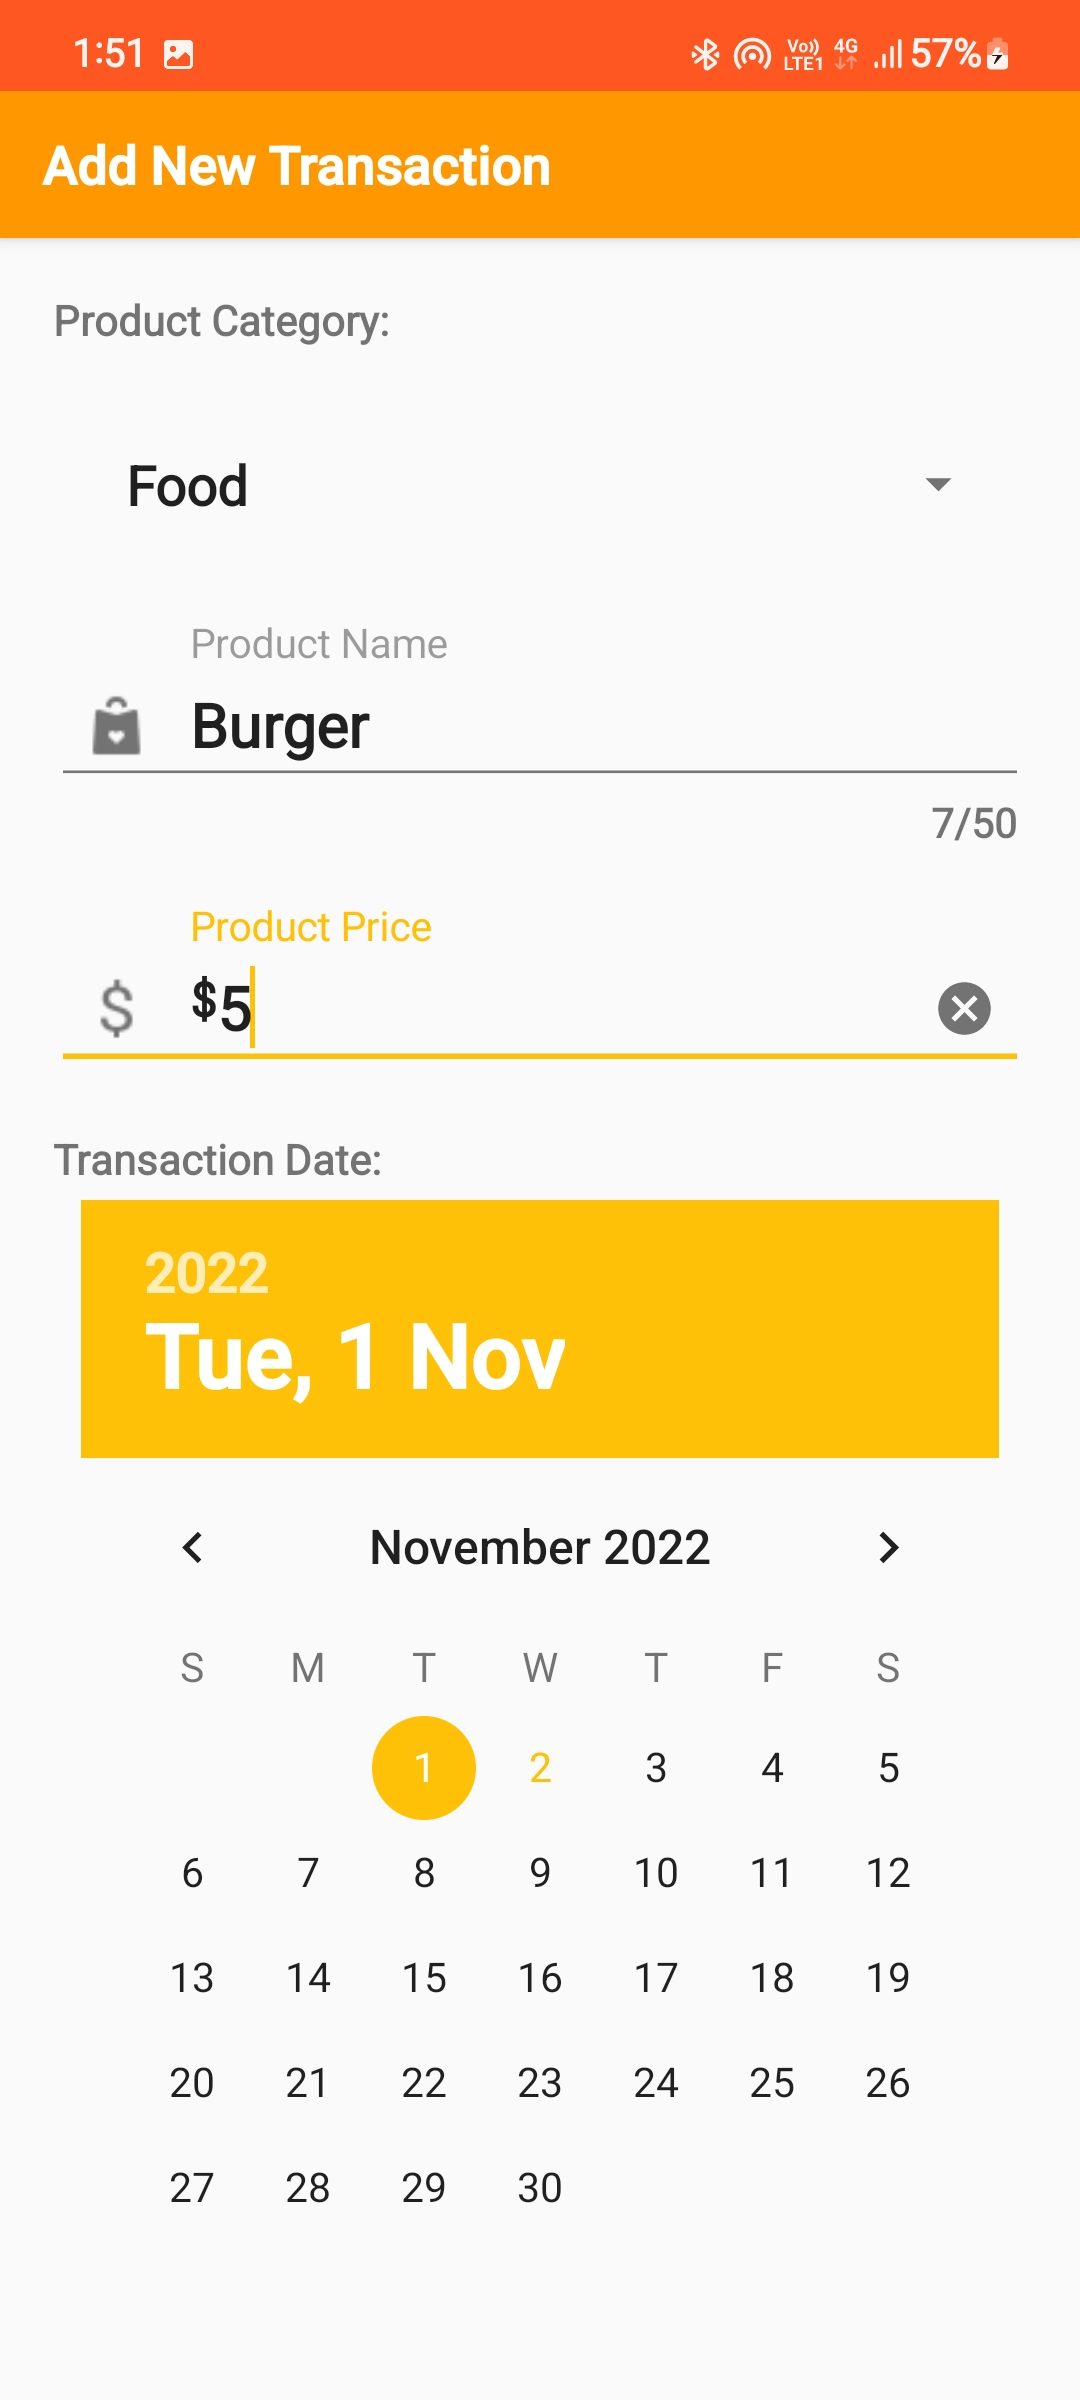 1:51 Vo)) LTE1 4G 57%
Add New Transaction
Product Category:
Food
Product Name
Burger
7/50
Product Price
$ $5
Transaction Date:
2022
Tue, 1 Nov
November 2022
S M T W T F S
1 2 3 4 5
6 7 8 9 10 11 12
13 14 15 16 17 18 19
20 21 22 23 24 25 26
27 28 29 30